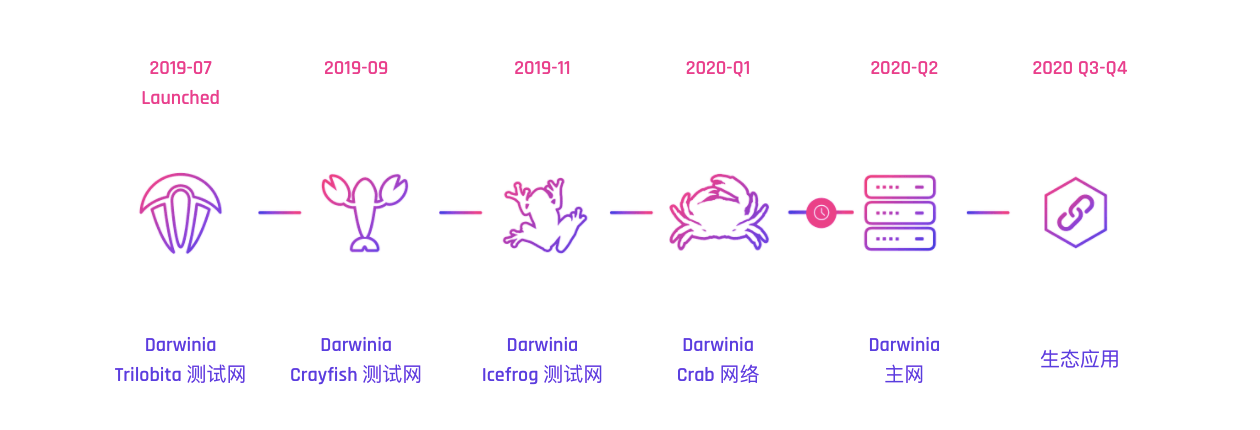 2019-07
Launched
2019-09
2019-11
2020-Q1
2020-Q2
2020 Q3-Q4
Darwinia
Trilobita 测试网
Darwinia
Crayfish 测试网
Darwinia
Icefrog 测试网
Darwinia
Crab 网络
Darwinia
主网
生态应用